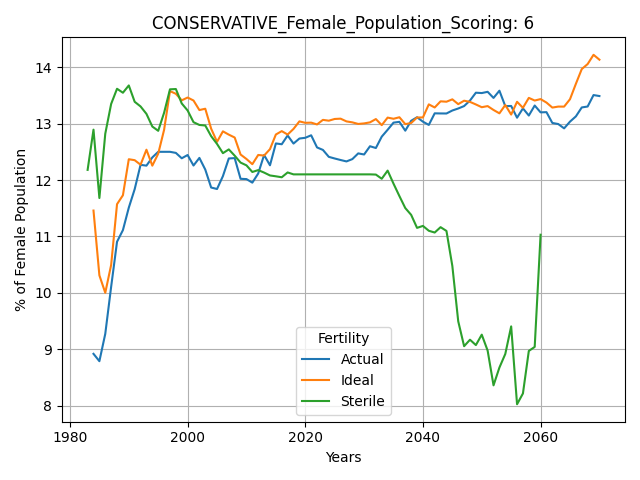 CONSERVATIVE_Female_Population_Scoring: 6
% of Female Population
14
13
12
11
10
9
8
Fertility
Actual
Ideal
Sterile
1980
2000
2020
2040
2060
Years